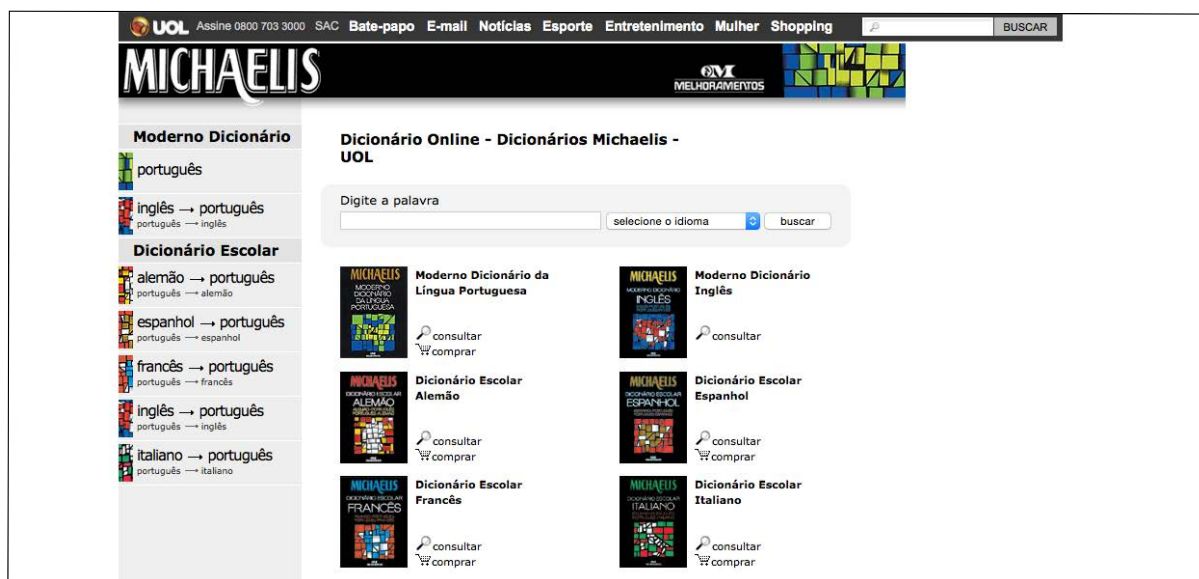 UOL Assine 0800 703 3000 SAC Bate-papo E-mail Notícias Esporte Entretenimento Mulher Shopping BUSCAR
MICHAELIS
M
MELHORAMENTOS
Moderno Dicionário
português
inglês → português
português → inglês
Dicionário Escolar
alemão → português
português → alemão
espanhol → português
português → espanhol
francês → português
português → francês
inglês → português
português → inglês
italiano → português
português → italiano
Dicionário Online - Dicionários Michaelis -
UOL
Digite a palavra
selecione o idioma buscar
MICHAELIS
MODERNO
DICIONÁRIO
DA LÍNGUA
PORTUGUESA
Moderno Dicionário da
Língua Portuguesa
consultar
comprar
MICHAELIS
MODERNO DICIONÁRIO
INGLÊS
Moderno Dicionário
Inglês
consultar
MICHAELIS
DICIONÁRIO ESCOLAR
ALEMÃO
Dicionário Escolar
Alemão
consultar
comprar
MICHAELIS
DICIONÁRIO ESCOLAR
ESPANHOL
Dicionário Escolar
Espanhol
consultar
comprar
MICHAELIS
DICIONÁRIO ESCOLAR
FRANCÊS
Dicionário Escolar
Francês
consultar
comprar
MICHAELIS
DICIONÁRIO ESCOLAR
ITALIANO
Dicionário Escolar
Italiano
consultar
comprar